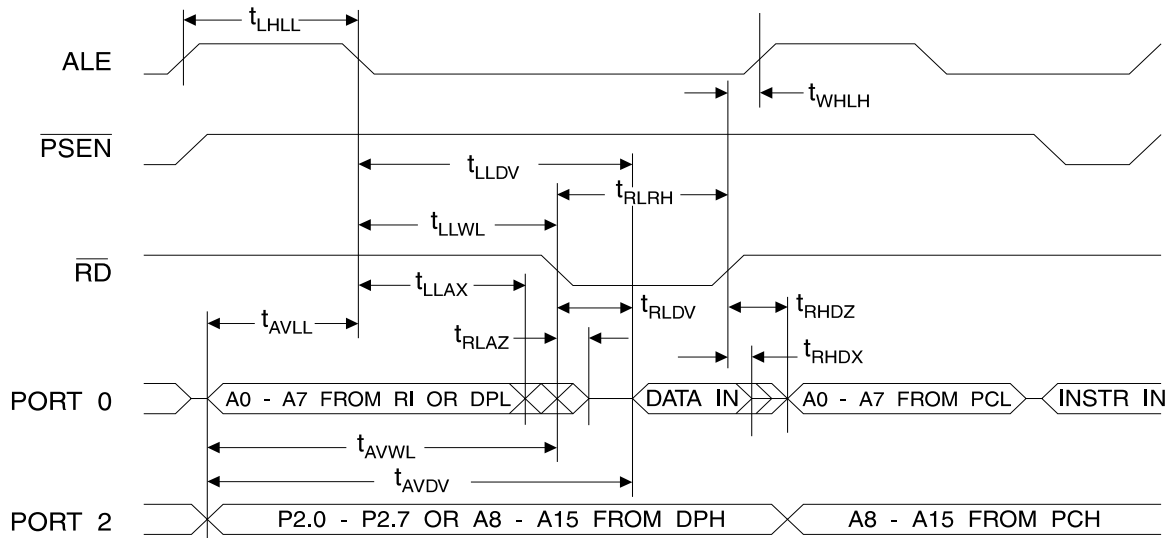 tLHLL
ALE
tWHLH
PSEN
tLLDV
tRLRH
tLLWL
RD
tLLAX
tRLDV
tRHDZ
tAVLL
tRLAZ
tRHDX
PORT 0
A0 - A7 FROM RI OR DPL
DATA IN
A0 - A7 FROM PCL
INSTR IN
tAVWL
tAVDV
PORT 2
P2.0 - P2.7 OR A8 - A15 FROM DPH
A8 - A15 FROM PCH